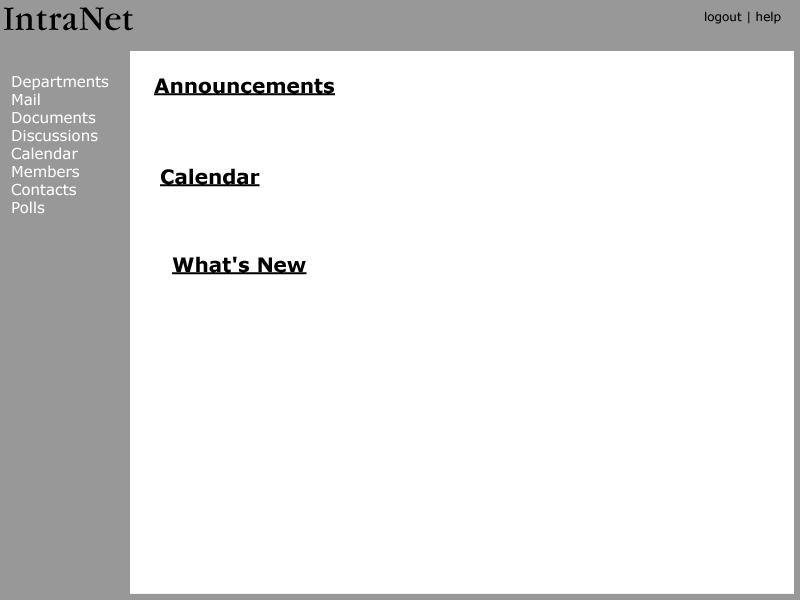 IntraNet
logout | help
Departments
Mail
Documents
Discussions
Calendar
Members
Contacts
Polls
Announcements
Calendar
What's New